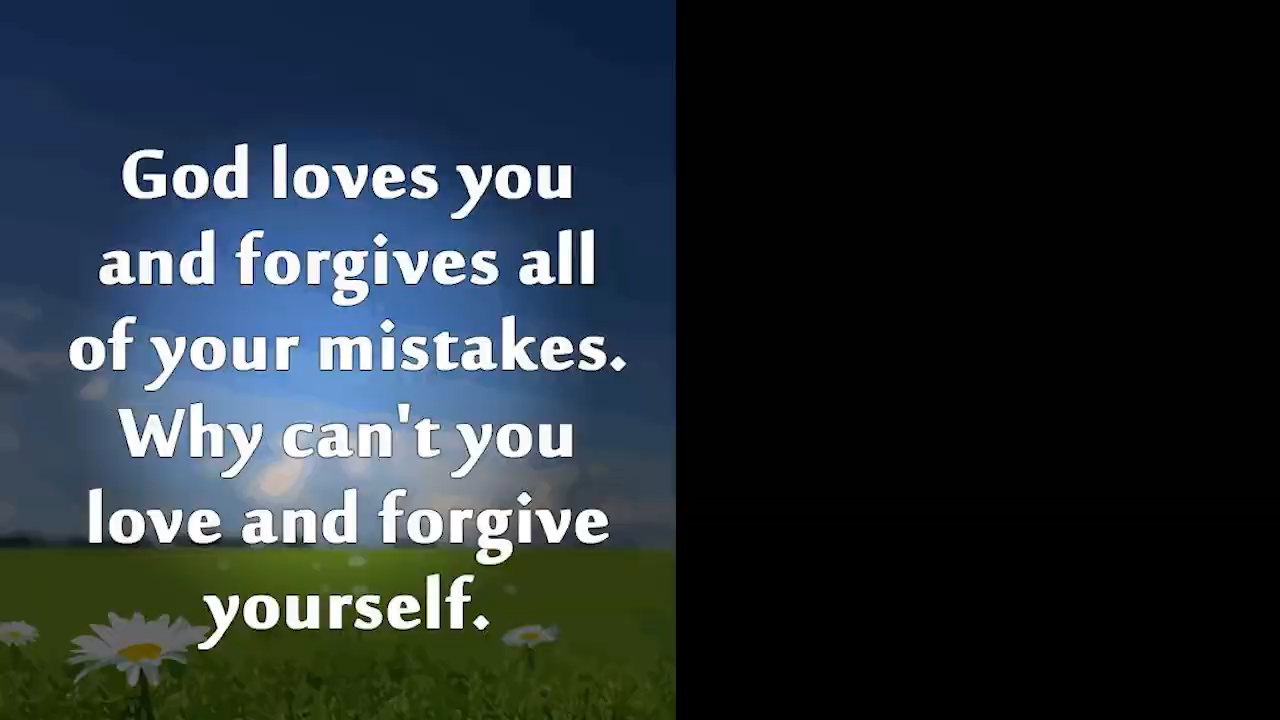 God loves you
and forgives all
of your mistakes.
Why can't you
love and forgive
yourself.